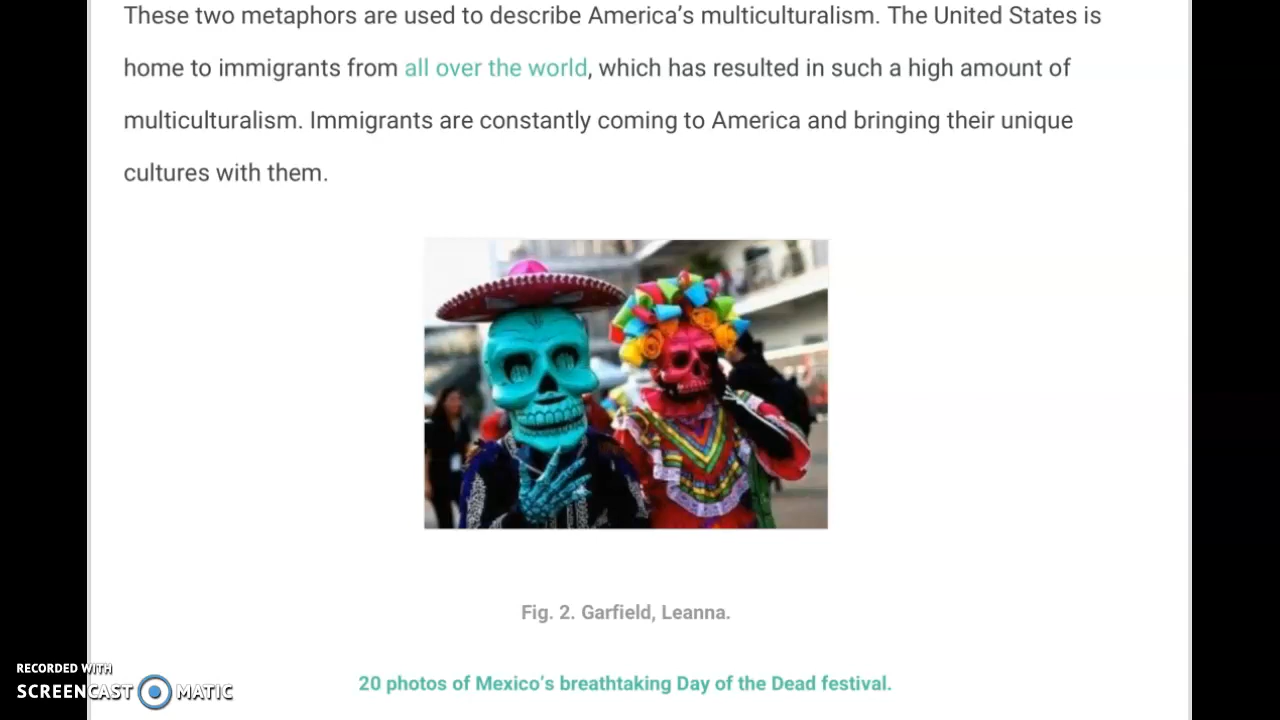 These two metaphors are used to describe America's multiculturalism. The United States is
home to immigrants from all over the world, which has resulted in such a high amount of
multiculturalism. Immigrants are constantly coming to America and bringing their unique
cultures with them.
Fig. 2. Garfield, Leanna.
20 photos of Mexico's breathtaking Day of the Dead festival.
RECORDED WITH
SCREENCAST MATIC